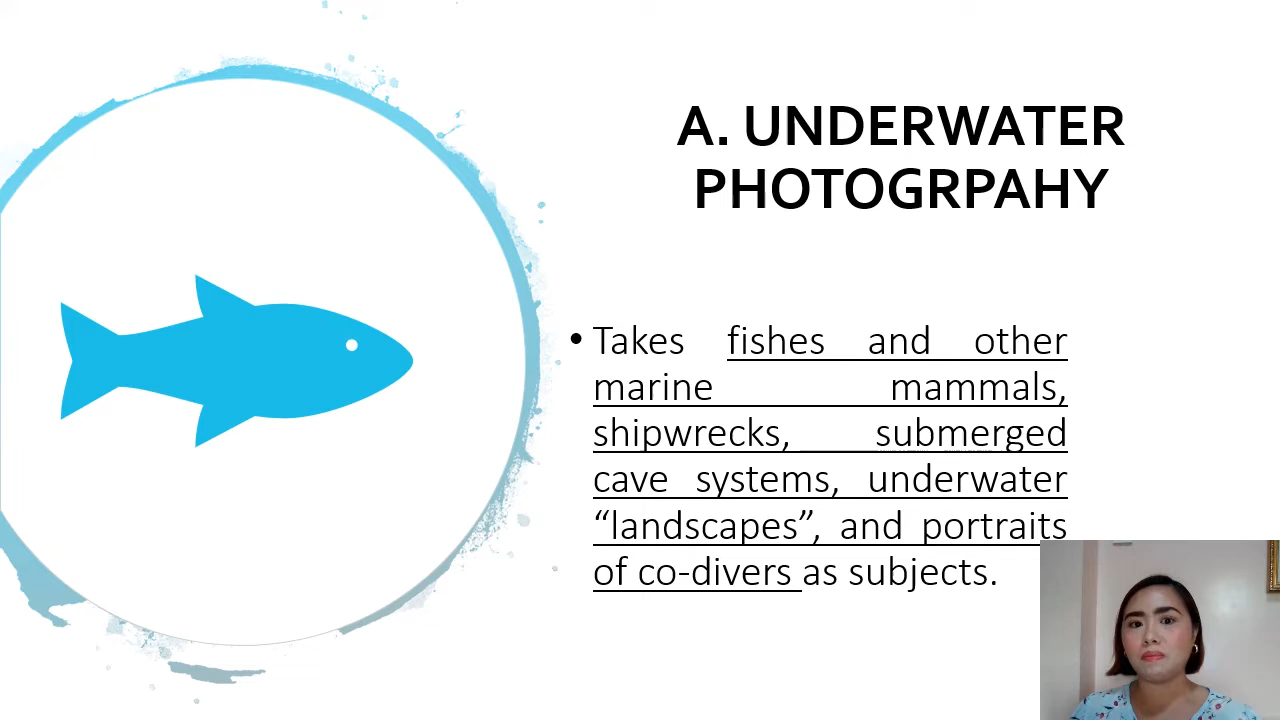 A. UNDERWATER
PHOTOGRPAHY
• Takes fishes and other
marine mammals,
shipwrecks, submerged
cave systems, underwater
“landscapes”, and portraits
of co-divers as subjects.